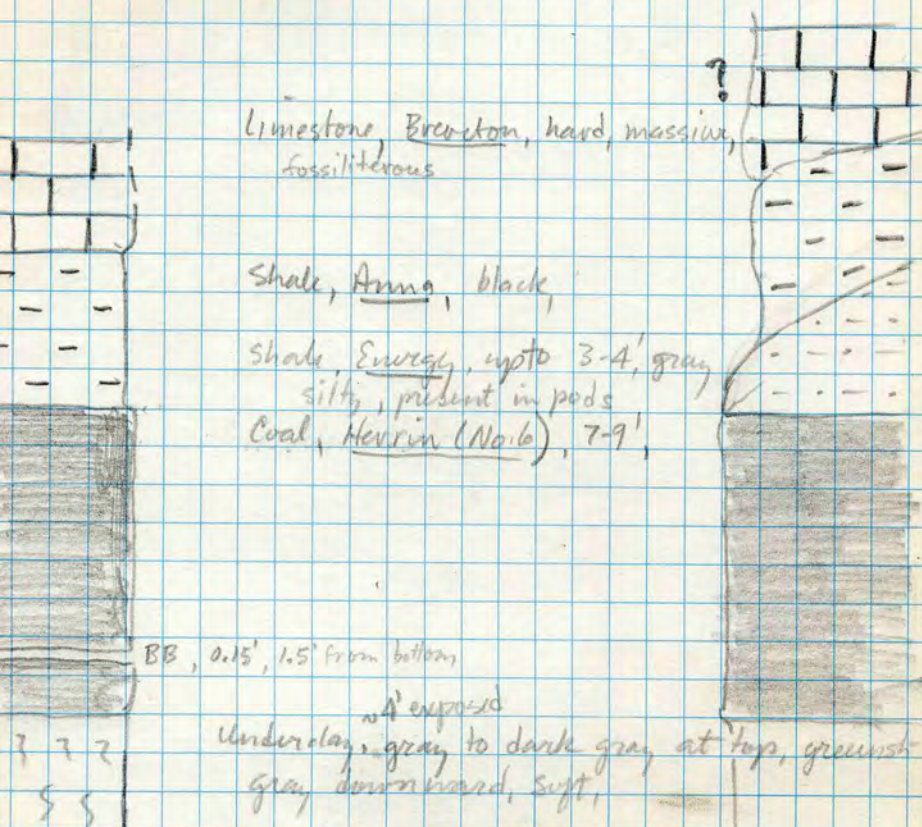 ?
Limestone, Brereton, hard, massive,
fossiliferous
Shale, Anna, black,
Shale, Energy, upto 3-4', gray
silty, present in pods
Coal, Herrin (No.6), 7-9',
BB, 0.15', 1.5' from bottom
~4' exposed
Underclay, gray to dark gray at top, greenish
gray downward, soft,